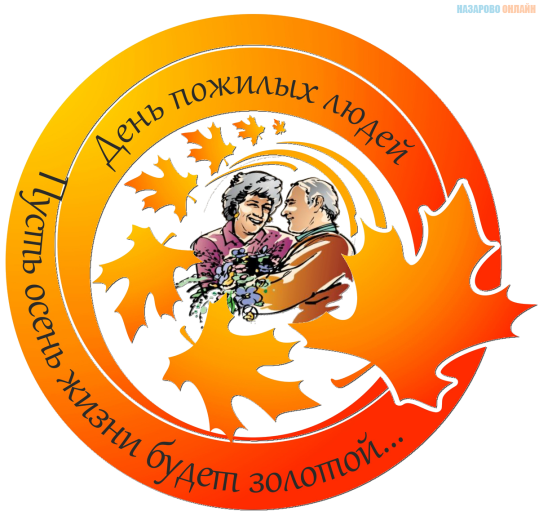 НАЗАРОВО ОНЛАЙН
День пожилых людей
Пусть осень жизни будет золотой...